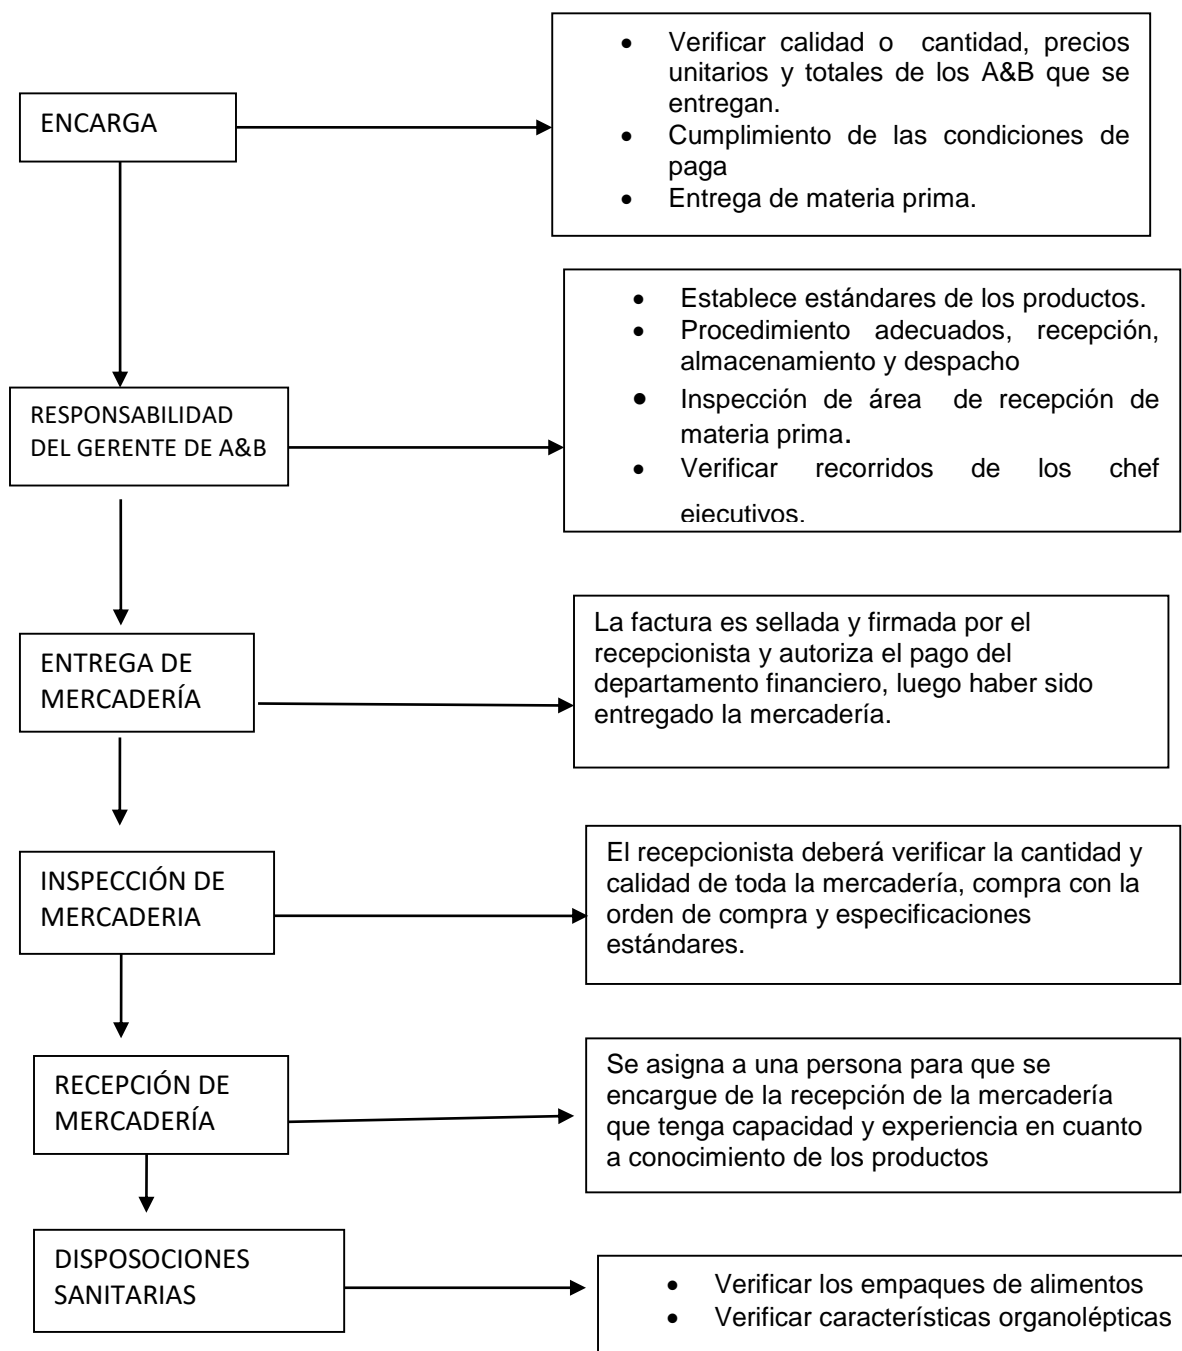 ENCARGA
• Verificar calidad o cantidad, precios
unitarios y totales de los A&B que se
entregan.
• Cumplimiento de las condiciones de
paga
• Entrega de materia prima.
RESPONSABILIDAD
DEL GERENTE DE A&B
• Establece estándares de los productos.
• Procedimiento adecuados, recepción,
almacenamiento y despacho
• Inspección de área de recepción de
materia prima.
• Verificar recorridos de los chef
ejecutivos.
ENTREGA DE
MERCADERÍA
La factura es sellada y firmada por el
recepcionista y autoriza el pago del
departamento financiero, luego haber sido
entregado la mercadería.
INSPECCIÓN DE
MERCADERIA
El recepcionista deberá verificar la cantidad y
calidad de toda la mercadería, compra con la
orden de compra y especificaciones
estándares.
RECEPCIÓN DE
MERCADERÍA
Se asigna a una persona para que se
encargue de la recepción de la mercadería
que tenga capacidad y experiencia en cuanto
a conocimiento de los productos
DISPOSOCIONES
SANITARIAS
• Verificar los empaques de alimentos
• Verificar características organolépticas